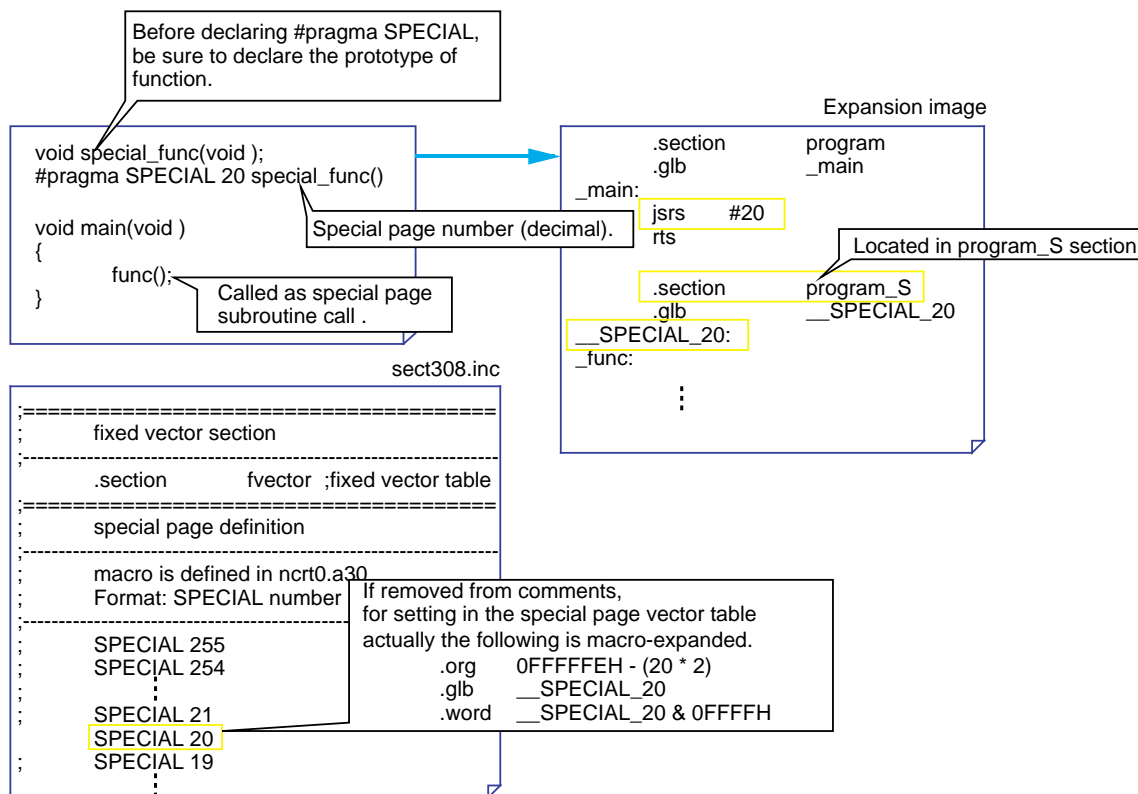 Before declaring #pragma SPECIAL,
be sure to declare the prototype of
function.
void special_func(void );
#pragma SPECIAL 20 special_func()
Special page number (decimal).
void main(void )
{
func();
}
Called as special page
subroutine call .
Expansion image
.section program
.glb _main
_main:
jsrs #20
rts
Located in program_S section
.section program_S
.glb __SPECIAL_20
__SPECIAL_20:
_func:
sect308.inc
;======================================
; fixed vector section
;--------------------------------------------------------------
.section fvector ;fixed vector table
;======================================
; special page definition
;--------------------------------------------------------------
; macro is defined in ncrt0.a30
; Format: SPECIAL number
;--------------------------------------------------------------
; SPECIAL 255
; SPECIAL 254
;
;
; SPECIAL 21
SPECIAL 20
; SPECIAL 19
If removed from comments,
for setting in the special page vector table
actually the following is macro-expanded.
.org 0FFFFFEH - (20 * 2)
.glb __SPECIAL_20
.word __SPECIAL_20 & 0FFFFH